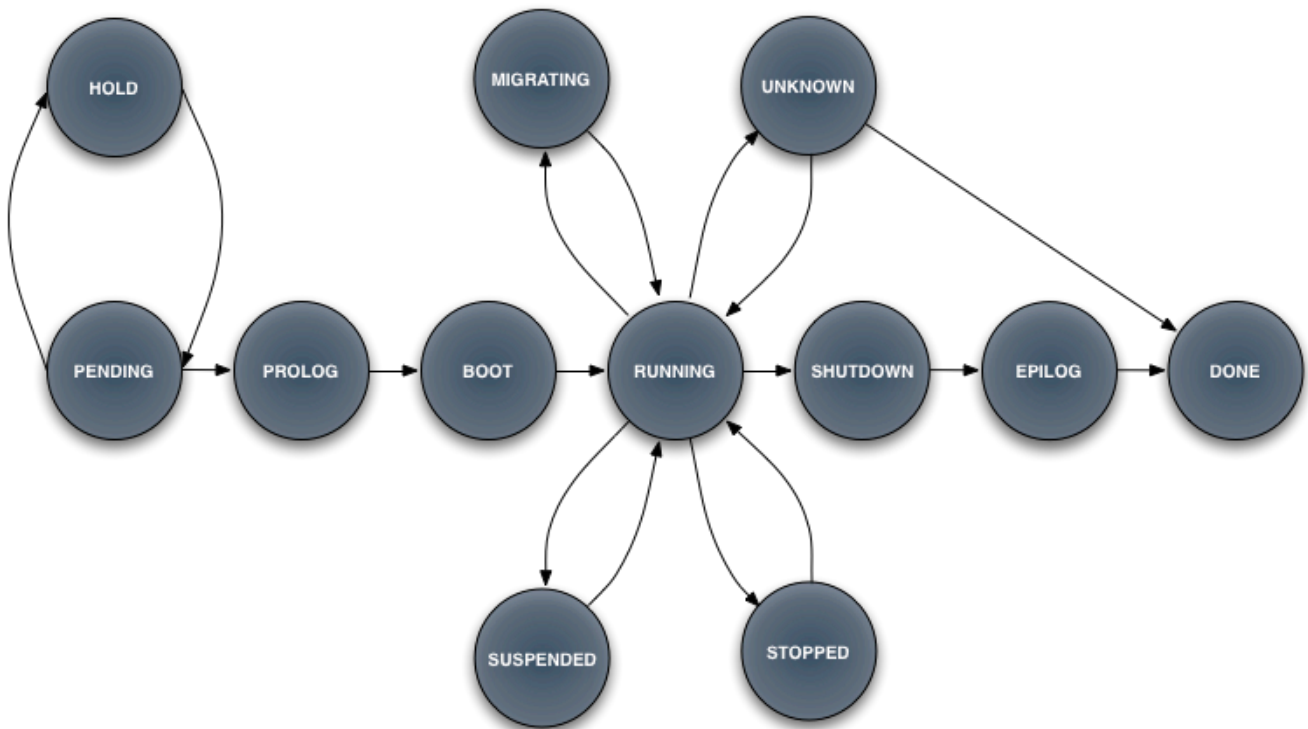 HOLD
MIGRATING
UNKNOWN
PENDING
PROLOG
BOOT
RUNNING
SHUTDOWN
EPILOG
DONE
SUSPENDED
STOPPED